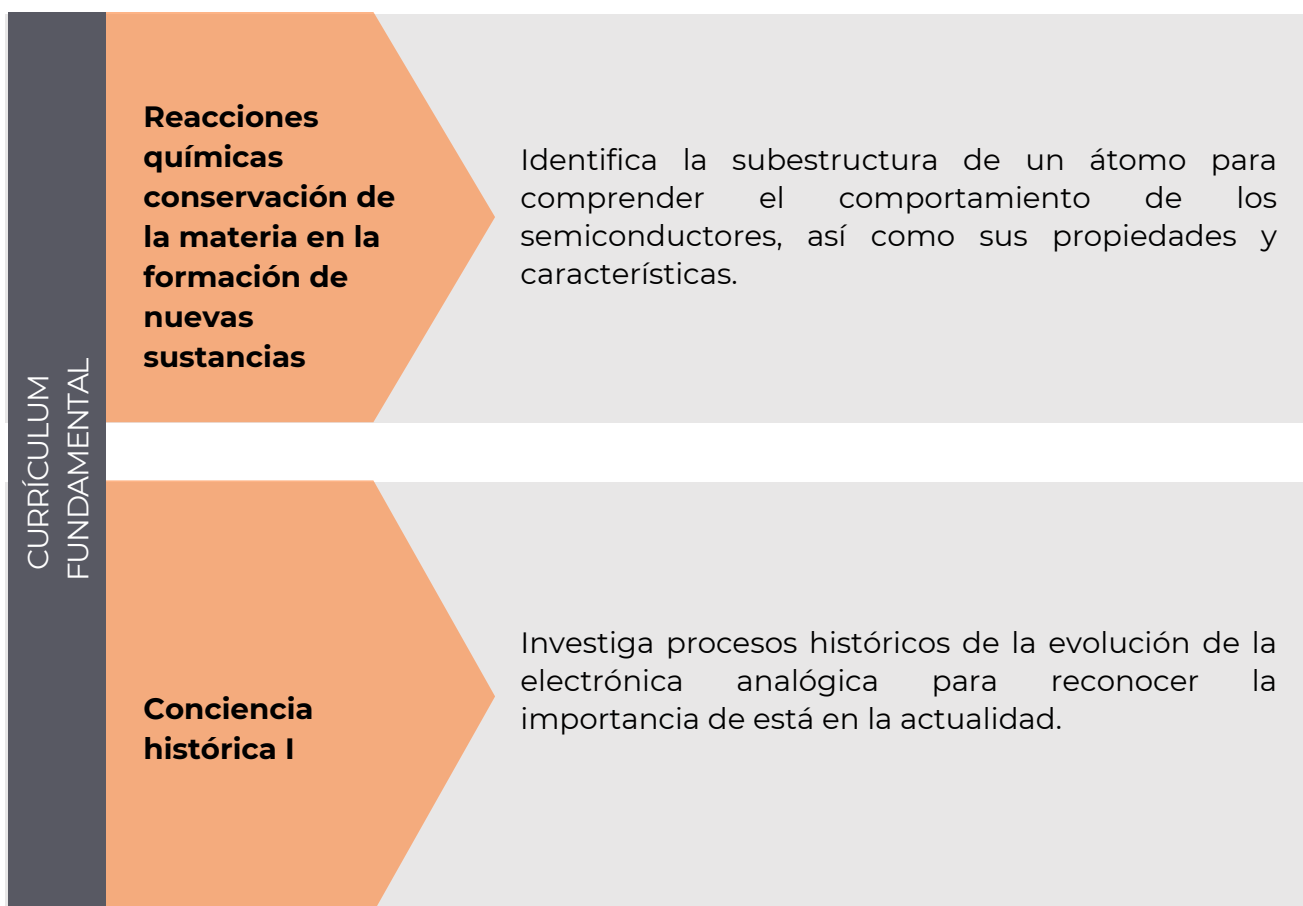 CURRÍCULUM
FUNDAMENTAL
Reacciones
químicas
conservación de
la materia en la
formación de
nuevas
sustancias
Identifica la subestructura de un átomo para
comprender el comportamiento de los
semiconductores, así como sus propiedades y
características.
Conciencia
histórica I
Investiga procesos históricos de la evolución de la
electrónica analógica para reconocer la
importancia de está en la actualidad.